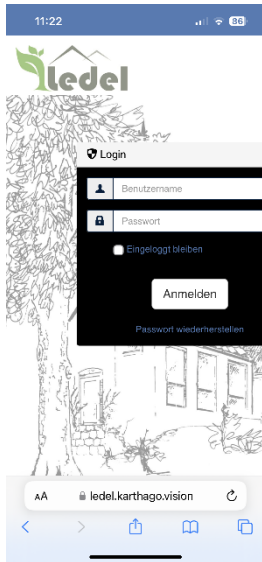 11:22
86
ledel
Login
Benutzername
Passwort
Eingeloggt bleiben
Anmelden
Passwort wiederherstellen
AA
ledel.karthago.vision